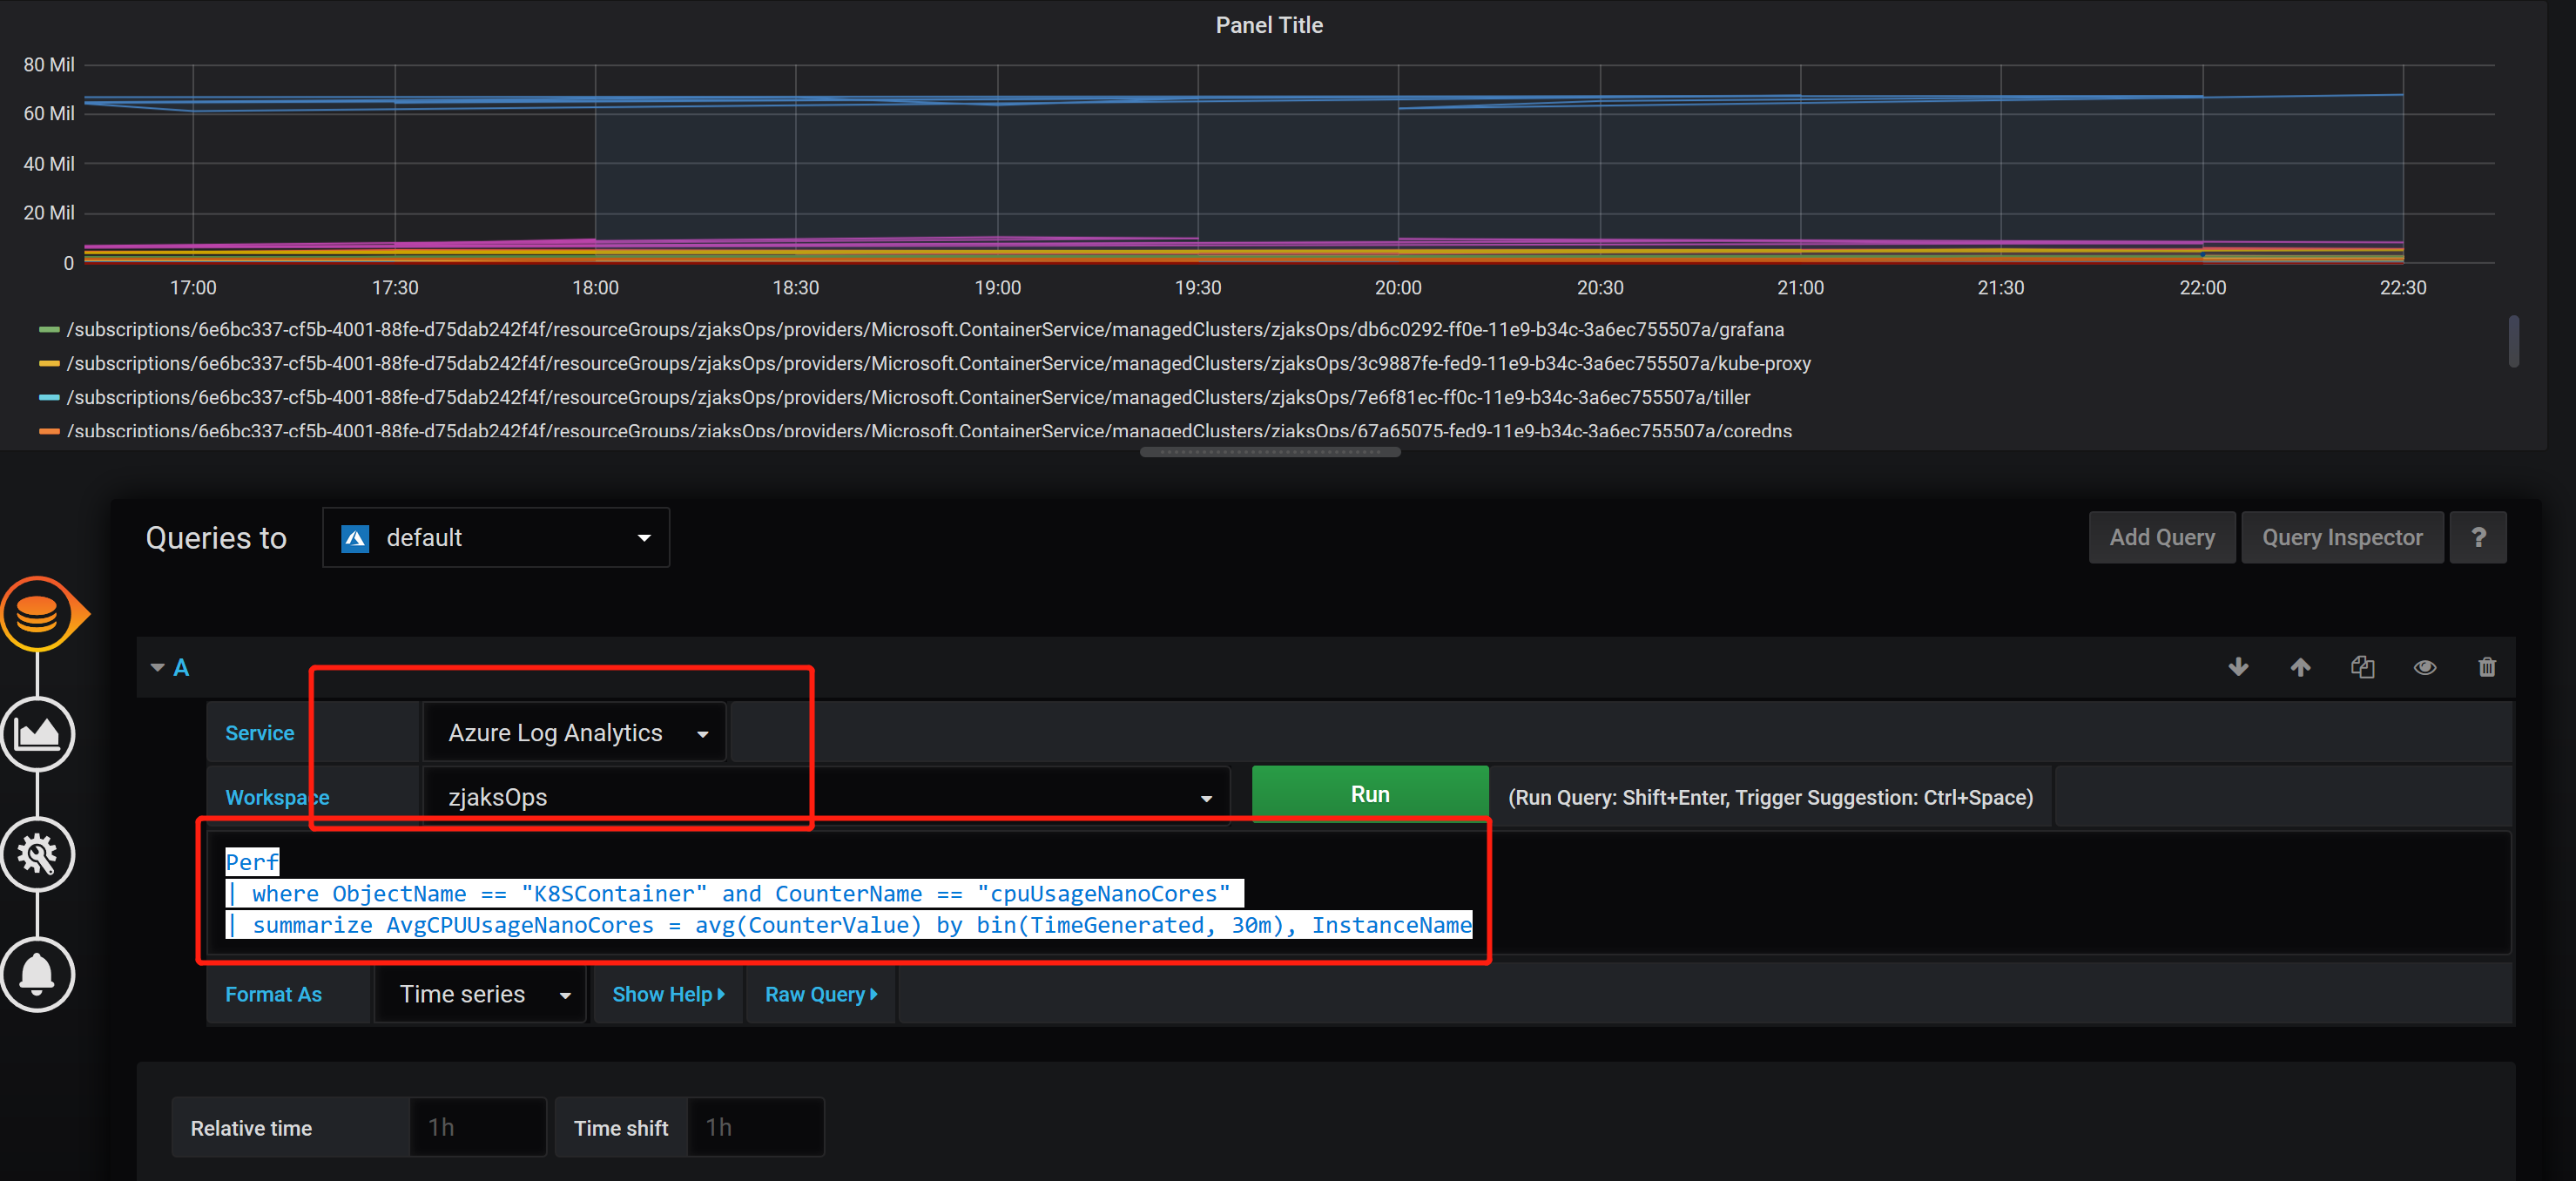 Panel Title
80 Mil
60 Mil
40 Mil
20 Mil
0
17:00 17:30 18:00 18:30 19:00 19:30 20:00 20:30 21:00 21:30 22:00 22:30
/subscriptions/6e6bc337-cf5b-4001-88fe-d75dab242f4f/resourceGroups/zjaksOps/providers/Microsoft.ContainerService/managedClusters/zjaksOps/db6c0292-ff0e-11e9-b34c-3a6ec755507a/grafana
/subscriptions/6e6bc337-cf5b-4001-88fe-d75dab242f4f/resourceGroups/zjaksOps/providers/Microsoft.ContainerService/managedClusters/zjaksOps/3c9887fe-fed9-11e9-b34c-3a6ec755507a/kube-proxy
/subscriptions/6e6bc337-cf5b-4001-88fe-d75dab242f4f/resourceGroups/zjaksOps/providers/Microsoft.ContainerService/managedClusters/zjaksOps/7e6f81ec-ff0c-11e9-b34c-3a6ec755507a/tiller
/subscriptions/6e6bc337-cf5b-4001-88fe-d75dab242f4f/resourceGroups/zjaksOps/providers/Microsoft.ContainerService/managedClusters/zjaksOps/67a65075-fed9-11e9-b34c-3a6ec755507a/coredns
Queries to default Add Query Query Inspector ?
A
Service Azure Log Analytics
Workspace zjaksOps Run (Run Query: Shift+Enter, Trigger Suggestion: Ctrl+Space)
Perf
| where ObjectName == "K8SContainer" and CounterName == "cpuUsageNanoCores"
| summarize AvgCPUUsageNanoCores = avg(CounterValue) by bin(TimeGenerated, 30m), InstanceName
Format As Time series Show Help Raw Query
Relative time 1h Time shift 1h